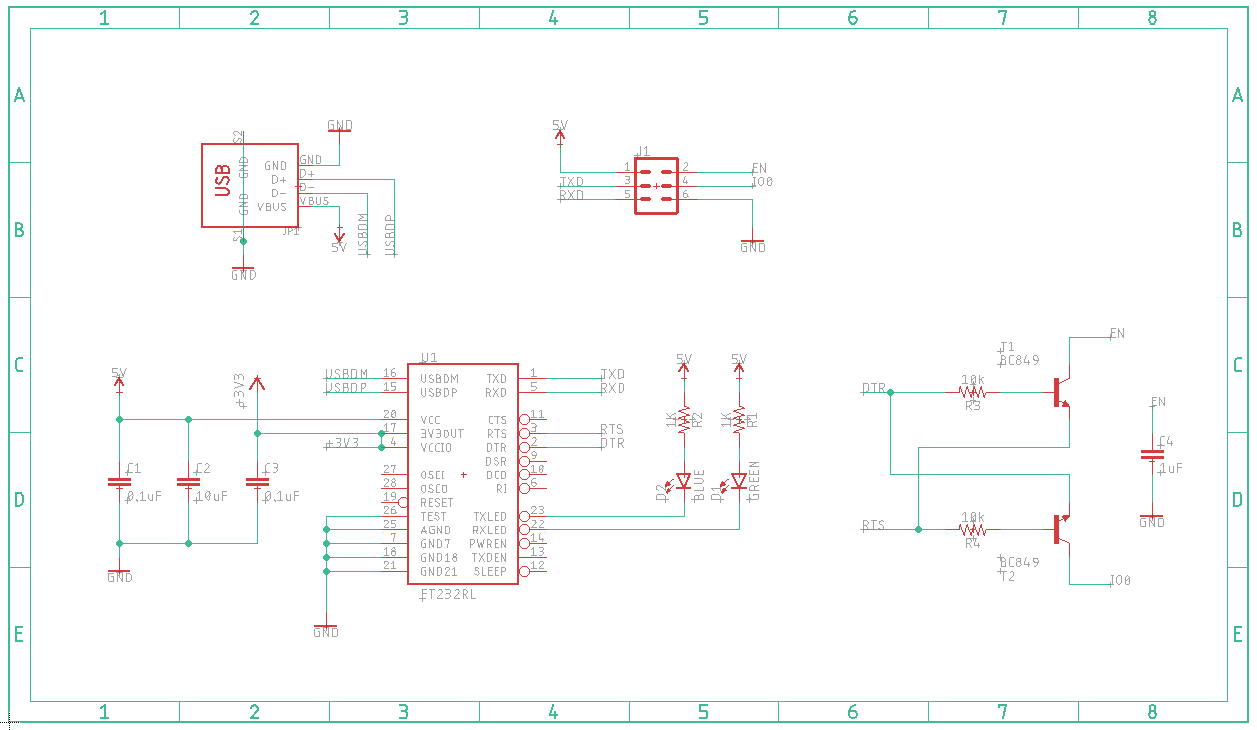 1 2 3 4 5 6 7 8
A A
B B
C C
D D
E E
S2
GND
GND
USB
GND
GND
GND
D+
D+
D-
D-
VBUS
VBUS
S1
JP1
5V
USBDM
USBDP
GND
5V
J1
1 2 EN
TXD 3 4 IO0
RXD 5 6
GND
5V
+3V3
C1
0.1uF
C2
10uF
C3
0.1uF
GND
U1
USBDM 16 USBDM TXD 1 TXD
USBDP 15 USBDP RXD 5 RXD
20 VCC CTS 11
17 3V3OUT RTS 3 RTS
+3V3 4 VCCIO DTR 2 DTR
DSR 9
27 OSCI DCD 10
28 OSCO RI 6
19 RESET
26 TEST TXLED 23
25 AGND RXLED 22
7 GND7 PWREN 14
18 GND18 TXDEN 13
21 GND21 SLEEP 12
FT232RL
GND
5V 5V
1K R2
1K R1
D2 BLUE
D1 GREEN
T1
BC849
EN
DTR
10k
R3
RTS
10k
R4
BC849
T2
IO0
EN
C4
1uF
GND
1 2 3 4 5 6 7 8